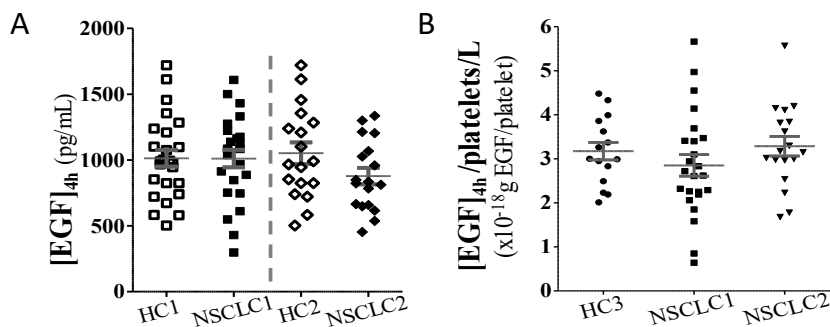 A
[EGF]4h (pg/mL)
2000
1500
1000
500
0
HC1 NSCLC1 HC2 NSCLC2
B
[EGF]4h/platelets/L
(x10⁻¹⁸g EGF/platelet)
6
5
4
3
2
1
0
HC3 NSCLC1 NSCLC2